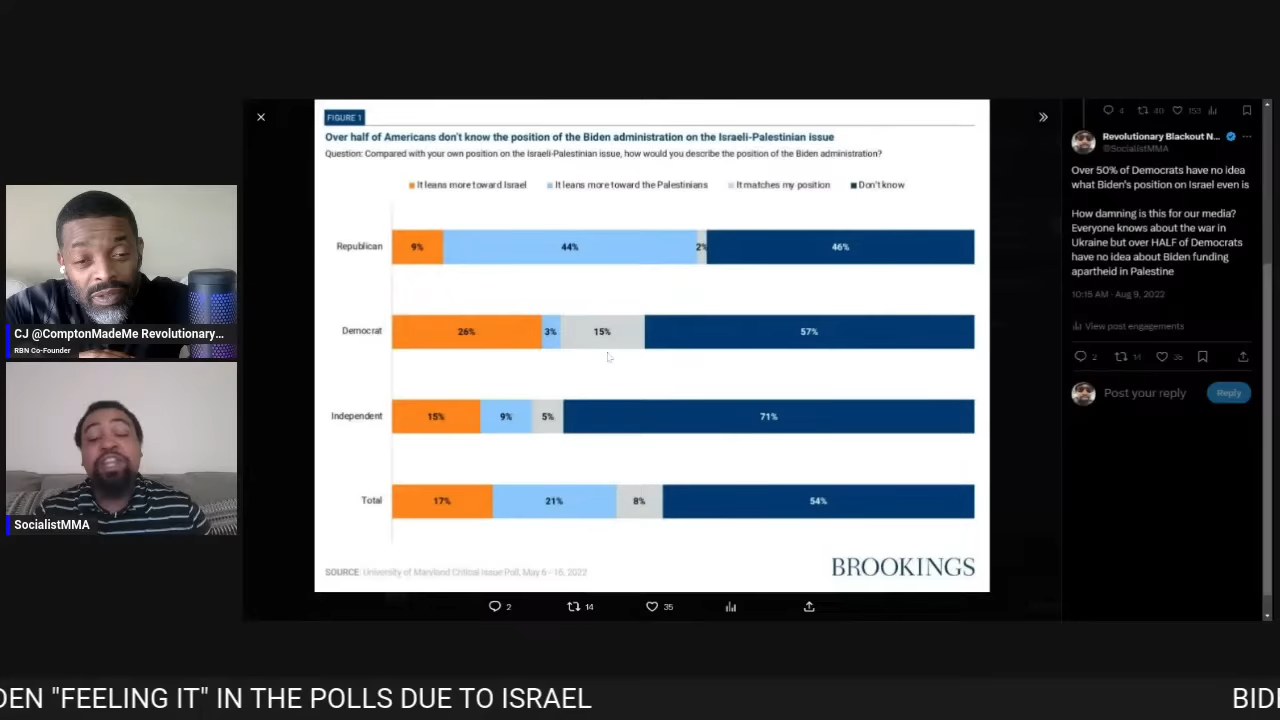 FIGURE 1
Over half of Americans don't know the position of the Biden administration on the Israeli-Palestinian issue
Question: Compared with your own position on the Israeli-Palestinian issue, how would you describe the position of the Biden administration?
It leans more toward Israel
It leans more toward the Palestinians
It matches my position
Don't know
Republican 9% 44% 2% 46%
Democrat 26% 3% 15% 57%
Independent 15% 9% 5% 71%
Total 17% 21% 8% 54%
SOURCE: University of Maryland Critical Issue Poll, May 6 - 16, 2022
BROOKINGS
2 14 35
4 40 153
Revolutionary Blackout N...
@SocialistMMA
Over 50% of Democrats have no idea
what Biden's position on Israel even is
How damning is this for our media?
Everyone knows about the war in
Ukraine but over HALF of Democrats
have no idea about Biden funding
apartheid in Palestine
10:15 AM · Aug 9, 2022
View post engagements
2 14 35
Post your reply
Reply
CJ @ComptonMadeMe Revolutionary...
RBN Co-Founder
SocialistMMA
DEN "FEELING IT" IN THE POLLS DUE TO ISRAEL
BIDI